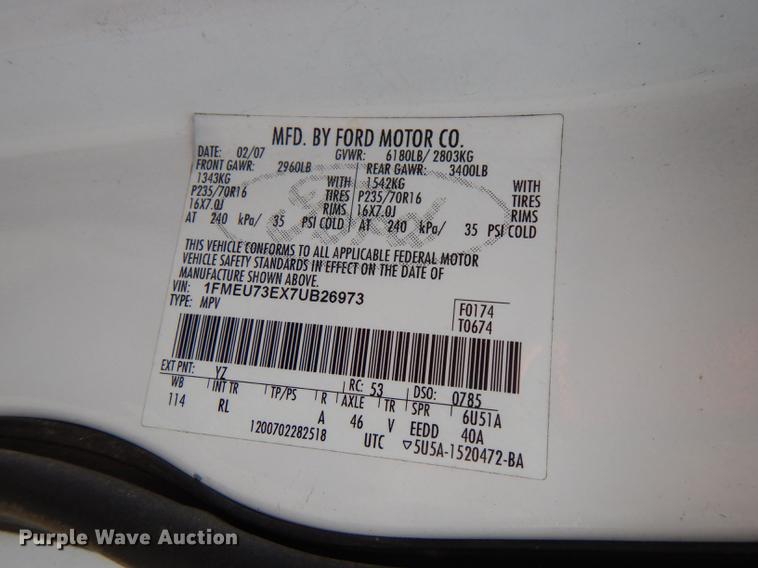 MFD. BY FORD MOTOR CO.
DATE: 02/07 GVWR: 6180LB/ 2803KG
FRONT GAWR: 2960LB REAR GAWR: 3400LB
1343KG WITH 1542KG WITH
P235/70R16 TIRES P235/70R16 TIRES
16X7.0J RIMS 16X7.0J RIMS
AT 240 kPa/ 35 PSI COLD AT 240 kPa/ 35 PSI COLD
THIS VEHICLE CONFORMS TO ALL APPLICABLE FEDERAL MOTOR
VEHICLE SAFETY STANDARDS IN EFFECT ON THE DATE OF
MANUFACTURE SHOWN ABOVE.
VIN: 1FMEU73EX7UB26973
TYPE: MPV
F0174
T0674
EXT PNT: YZ RC: 53 DSO: 0785
WB INT TR TP/PS R AXLE TR SPR 6U51A
114 RL A 46 V EEDD 40A
1200702282518 UTC ▽5U5A-1520472-BA
Ford
Purple Wave Auction